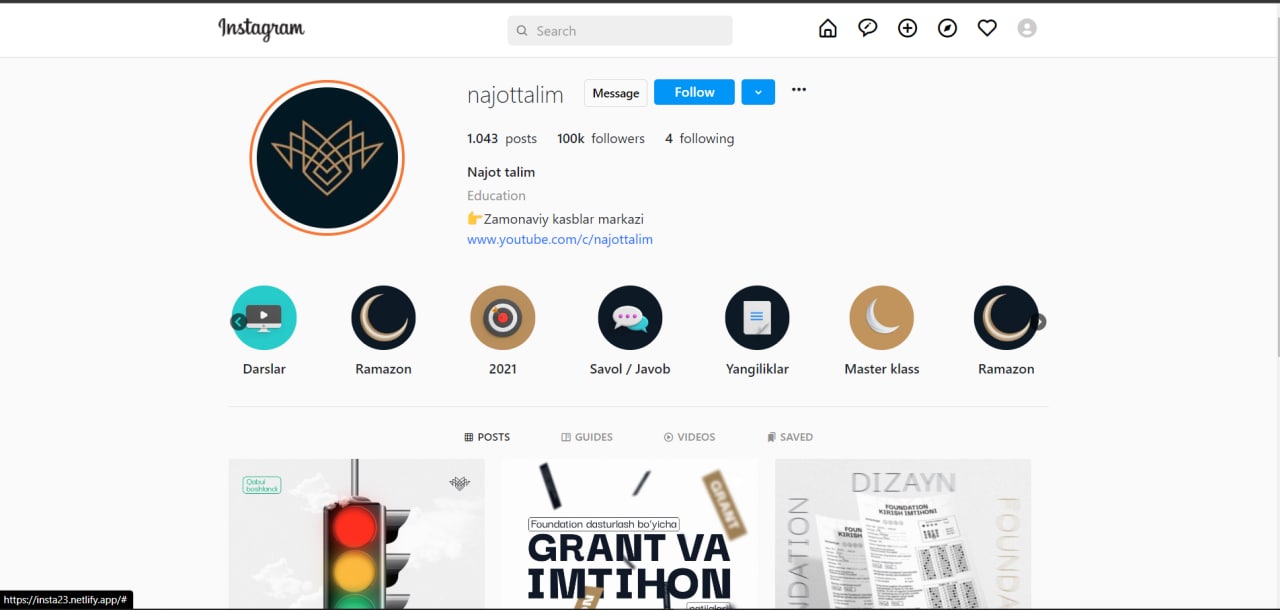 Instagram
Search
najottalim
Message
Follow
1.043 posts 100k followers 4 following
Najot talim
Education
👉Zamonaviy kasblar markazi
www.youtube.com/c/najottalim
Darslar Ramazon 2021 Savol / Javob Yangiliklar Master klass Ramazon
POSTS GUIDES VIDEOS SAVED
Qabul
boshlandi
GRANT
Foundation dasturlash bo'yicha
GRANT VA
IMTIHON
DIZAYN
FOUNDATION
KIRISH IMTIHONI
NDATION
FOUNDA
https://insta23.netlify.app/#